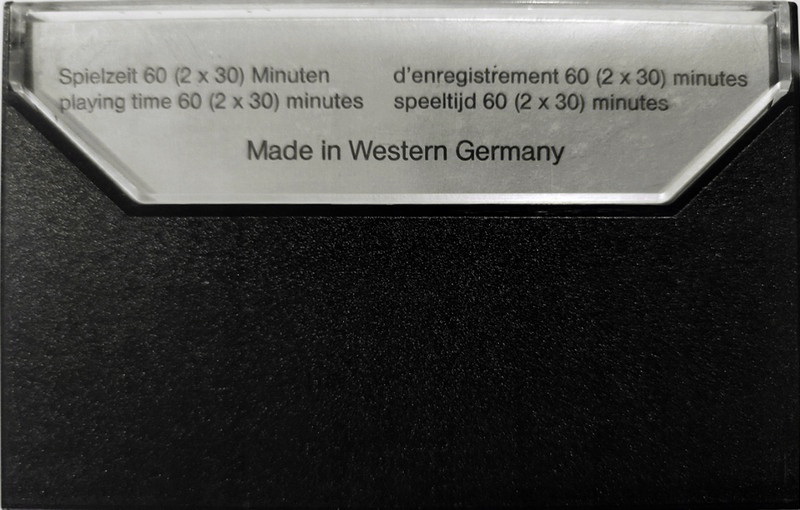 Spielzeit 60 (2 x 30) Minuten
playing time 60 (2 x 30) minutes
d'enregistrement 60 (2 x 30) minutes
speeltijd 60 (2 x 30) minutes
Made in Western Germany